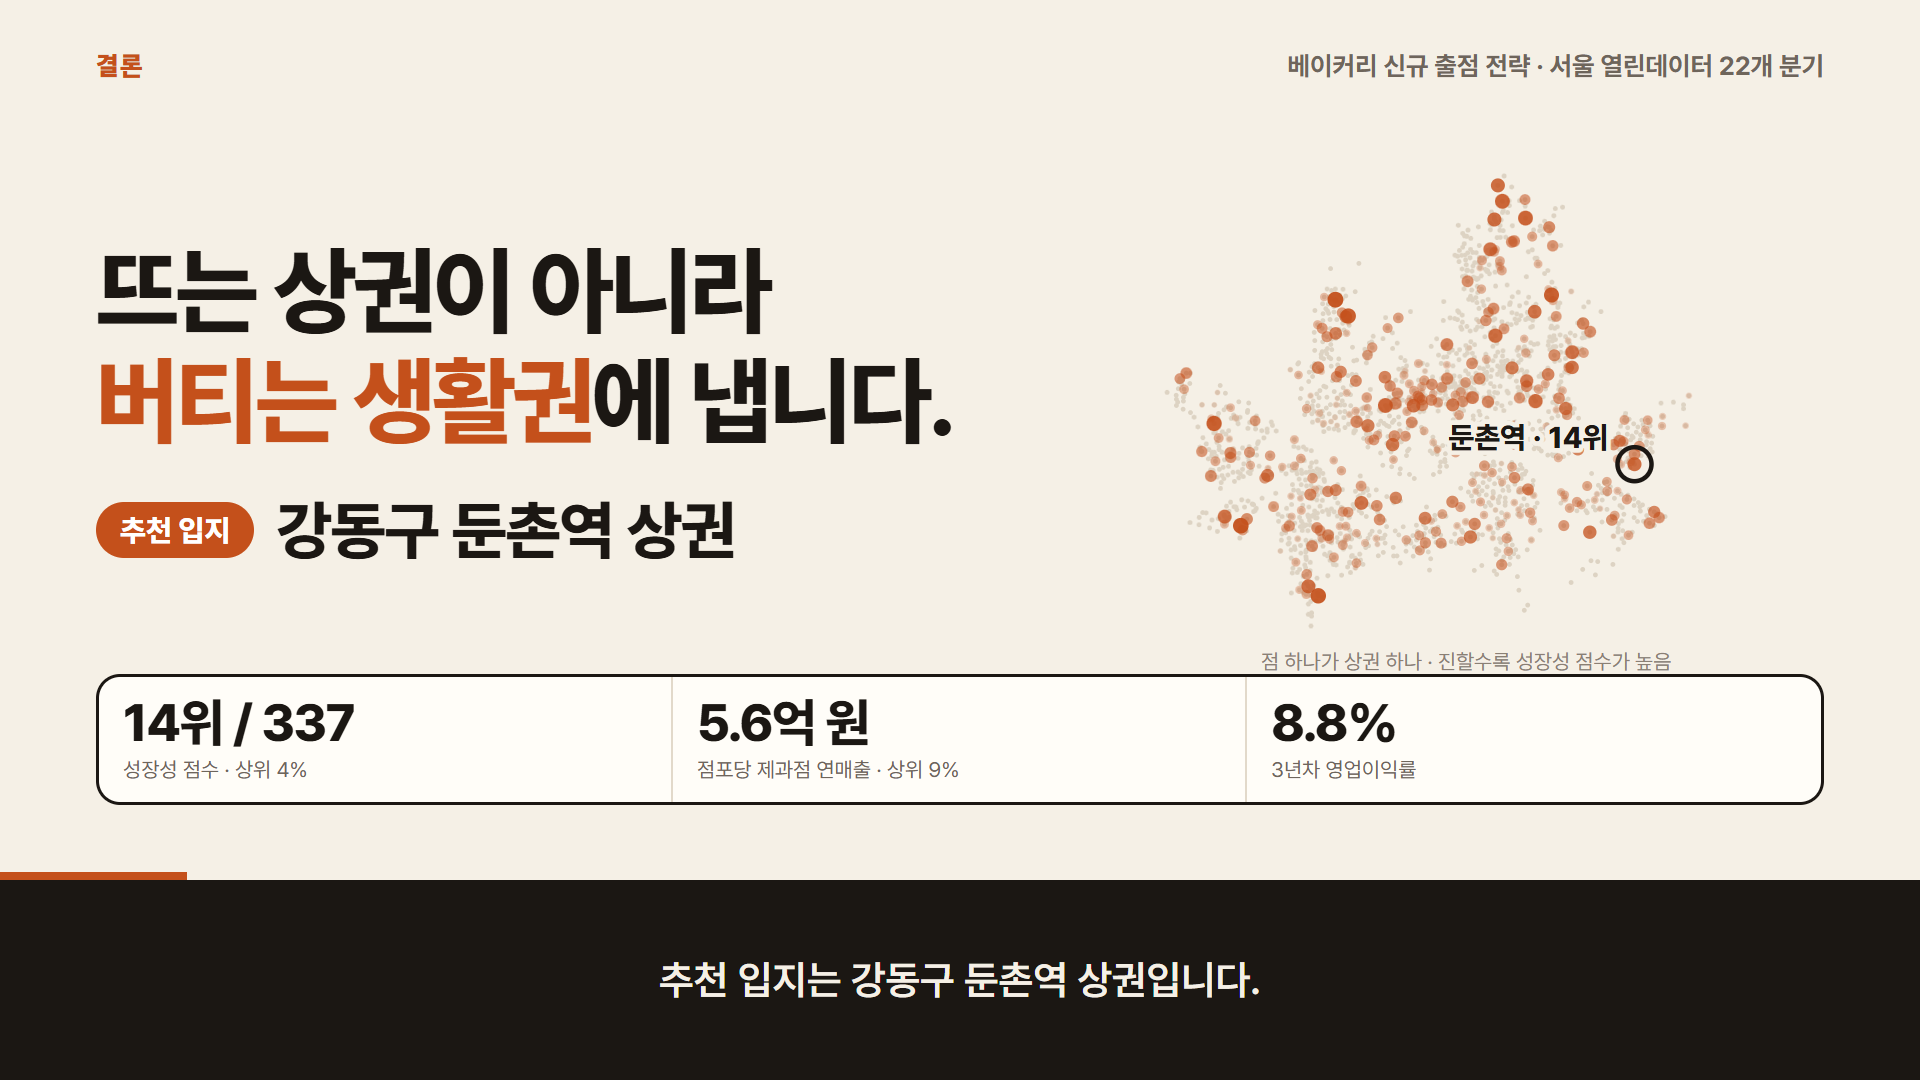 결론
베이커리 신규 출점 전략 · 서울 열린데이터 22개 분기
뜨는 상권이 아니라
버티는 생활권에 냅니다.
추천 입지 강동구 둔촌역 상권
둔촌역 · 14위
점 하나가 상권 하나 · 진할수록 성장성 점수가 높음
14위 / 337
성장성 점수 · 상위 4%
5.6억 원
점포당 제과점 연매출 · 상위 9%
8.8%
3년차 영업이익률
추천 입지는 강동구 둔촌역 상권입니다.